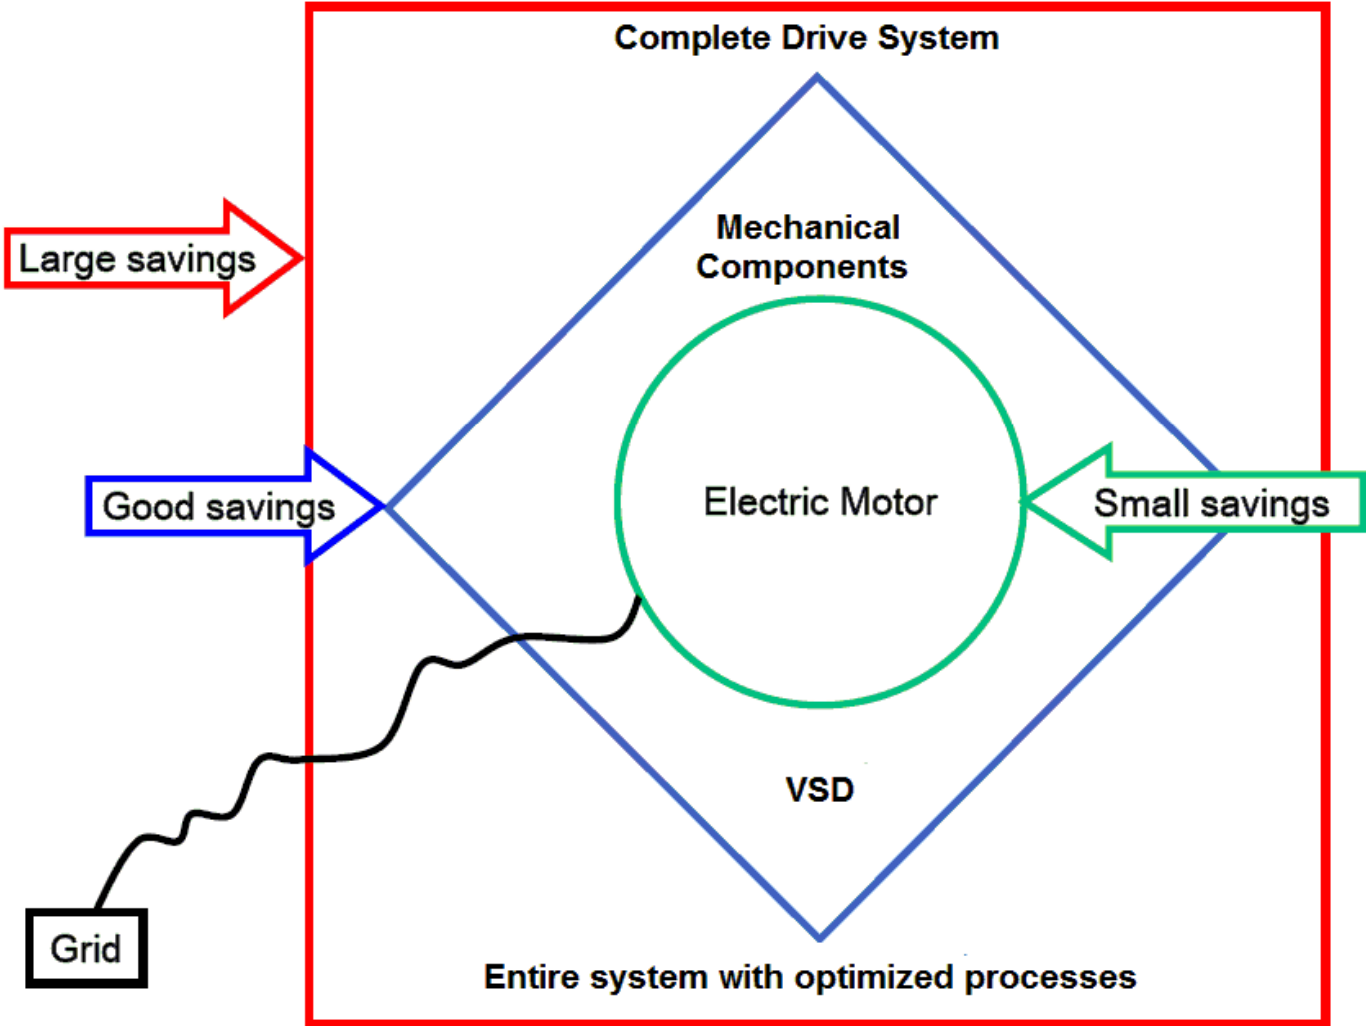 Complete Drive System
Mechanical
Components
Large savings
Good savings
Electric Motor
Small savings
VSD
Grid
Entire system with optimized processes